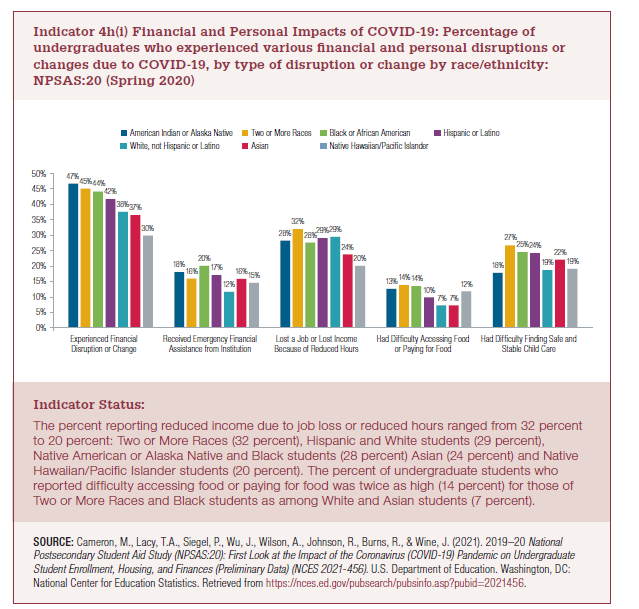 Indicator 4h(i) Financial and Personal Impacts of COVID-19: Percentage of
undergraduates who experienced various financial and personal disruptions or
changes due to COVID-19, by type of disruption or change by race/ethnicity:
NPSAS:20 (Spring 2020)
American Indian or Alaska Native Two or More Races Black or African American Hispanic or Latino
White, not Hispanic or Latino Asian Native Hawaiian/Pacific Islander
50%
45%
40%
35%
30%
25%
20%
15%
10%
5%
0%
47% 45% 44% 42% 38% 37% 30%
18% 16% 20% 17% 12% 16% 15%
28% 32% 28% 29% 29% 24% 20%
13% 14% 14% 10% 7% 7% 12%
18% 27% 25% 24% 19% 22% 19%
Experienced Financial
Disruption or Change
Received Emergency Financial
Assistance from Institution
Lost a Job or Lost Income
Because of Reduced Hours
Had Difficulty Accessing Food
or Paying for Food
Had Difficulty Finding Safe and
Stable Child Care
Indicator Status:
The percent reporting reduced income due to job loss or reduced hours ranged from 32 percent
to 20 percent: Two or More Races (32 percent), Hispanic and White students (29 percent),
Native American or Alaska Native and Black students (28 percent) Asian (24 percent) and Native
Hawaiian/Pacific Islander students (20 percent). The percent of undergraduate students who
reported difficulty accessing food or paying for food was twice as high (14 percent) for those of
Two or More Races and Black students as among White and Asian students (7 percent).
SOURCE: Cameron, M., Lacy, T.A., Siegel, P., Wu, J., Wilson, A., Johnson, R., Burns, R., & Wine, J. (2021). 2019–20 National
Postsecondary Student Aid Study (NPSAS:20): First Look at the Impact of the Coronavirus (COVID-19) Pandemic on Undergraduate
Student Enrollment, Housing, and Finances (Preliminary Data) (NCES 2021-456). U.S. Department of Education. Washington, DC:
National Center for Education Statistics. Retrieved from https://nces.ed.gov/pubsearch/pubsinfo.asp?pubid=2021456.